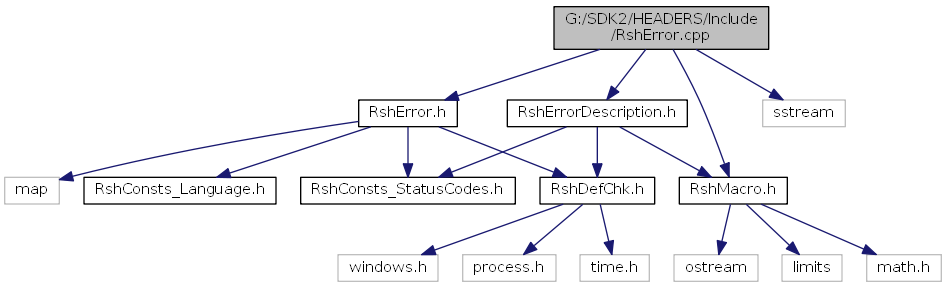 G:/SDK2/HEADERS/Include
/RshError.cpp
RshError.h
RshErrorDescription.h
sstream
map
RshConsts_Language.h
RshConsts_StatusCodes.h
RshDefChk.h
RshMacro.h
windows.h
process.h
time.h
ostream
limits
math.h